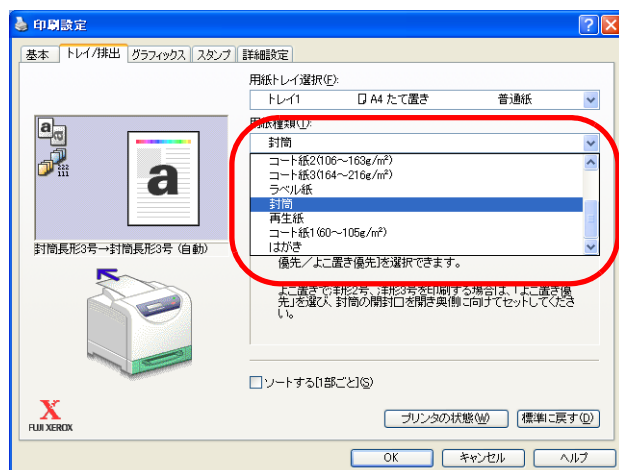 印刷設定
基本 トレイ/排出 グラフィックス スタンプ 詳細設定
用紙トレイ選択(F):
トレイ1 A4 たて置き 普通紙
用紙種類(J):
封筒
コート紙2(106～163g/m²)
コート紙3(164～216g/m²)
ラベル紙
封筒
再生紙
コート紙1(60～105g/m²)
はがき
優先／よこ置き優先]を選択できます。
よこ置きで洋形2号、洋形3号を印刷する場合は、「よこ置き優
先」を選び、封筒の開封口を開き奥側に向けてセットしてくださ
い。
a
a
222
111
封筒長形3号→封筒長形3号 (自動)
ソートする[1部ごと](S)
X
FUJI XEROX
プリンタの状態(W) 標準に戻す(D)
OK キャンセル ヘルプ